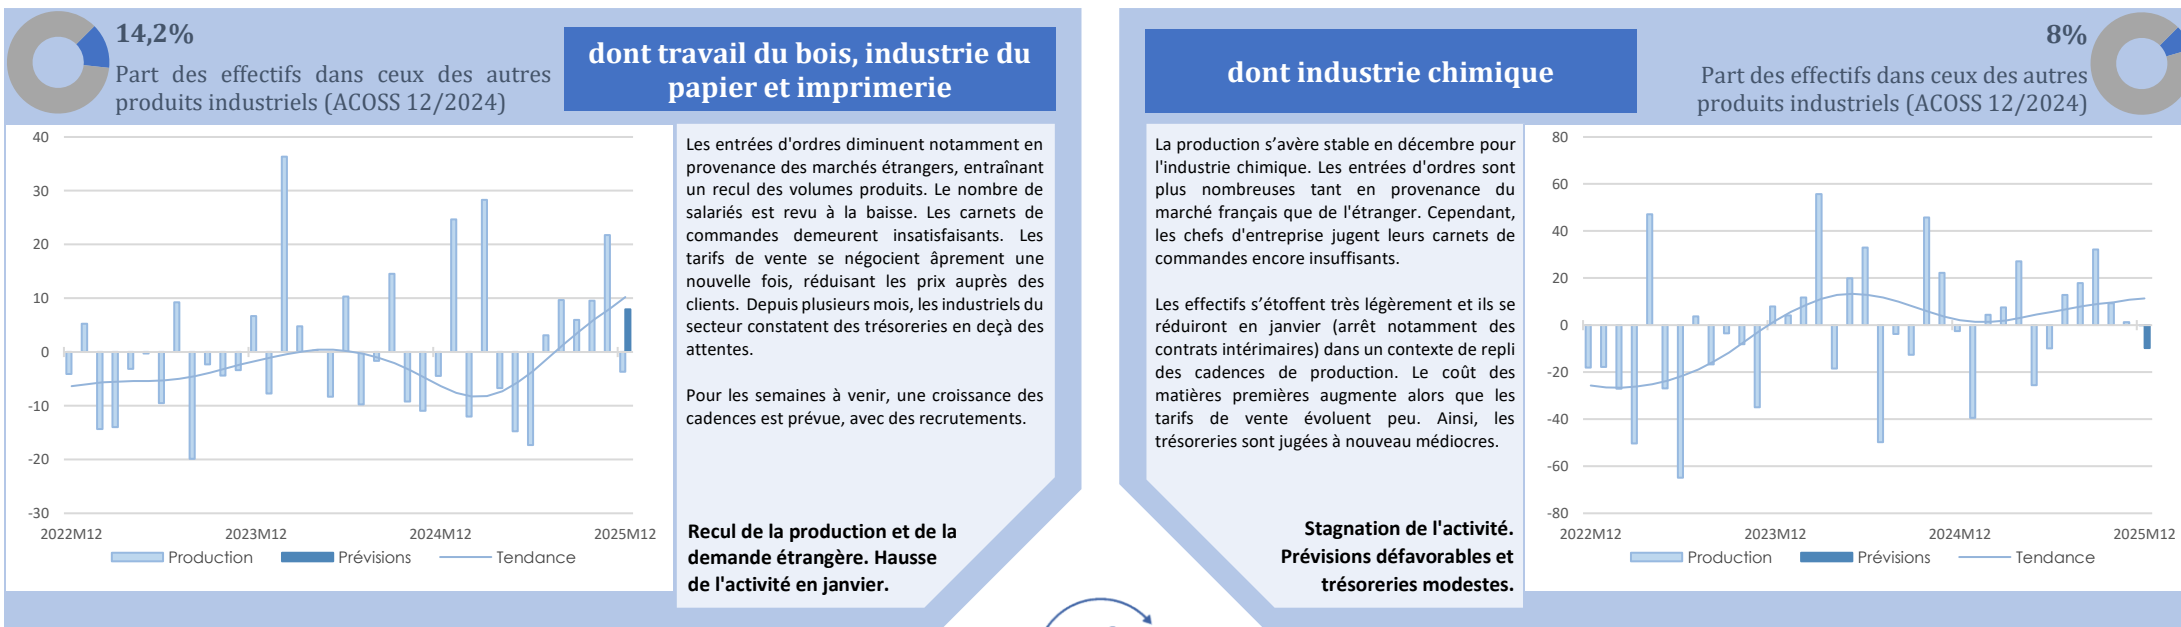 14,2%
Part des effectifs dans ceux des autres
produits industriels (ACOSS 12/2024)
dont travail du bois, industrie du
papier et imprimerie
40
30
20
10
0
-10
-20
-30
2022M12
2023M12
2024M12
2025M12
Production
Prévisions
Tendance
Les entrées d'ordres diminuent notamment en
provenance des marchés étrangers, entraînant
un recul des volumes produits. Le nombre de
salariés est revu à la baisse. Les carnets de
commandes demeurent insatisfaisants. Les
tarifs de vente se négocient âprement une
nouvelle fois, réduisant les prix auprès des
clients. Depuis plusieurs mois, les industriels du
secteur constatent des trésoreries en deçà des
attentes.
Pour les semaines à venir, une croissance des
cadences est prévue, avec des recrutements.
Recul de la production et de la
demande étrangère. Hausse
de l'activité en janvier.
dont industrie chimique
8%
Part des effectifs dans ceux des autres
produits industriels (ACOSS 12/2024)
La production s’avère stable en décembre pour
l'industrie chimique. Les entrées d'ordres sont
plus nombreuses tant en provenance du
marché français que de l'étranger. Cependant,
les chefs d'entreprise jugent leurs carnets de
commandes encore insuffisants.
Les effectifs s’étoffent très légèrement et ils se
réduiront en janvier (arrêt notamment des
contrats intérimaires) dans un contexte de repli
des cadences de production. Le coût des
matières premières augmente alors que les
tarifs de vente évoluent peu. Ainsi, les
trésoreries sont jugées à nouveau médiocres.
Stagnation de l'activité.
Prévisions défavorables et
trésoreries modestes.
80
60
40
20
0
-20
-40
-60
-80
2022M12
2023M12
2024M12
2025M12
Production
Prévisions
Tendance